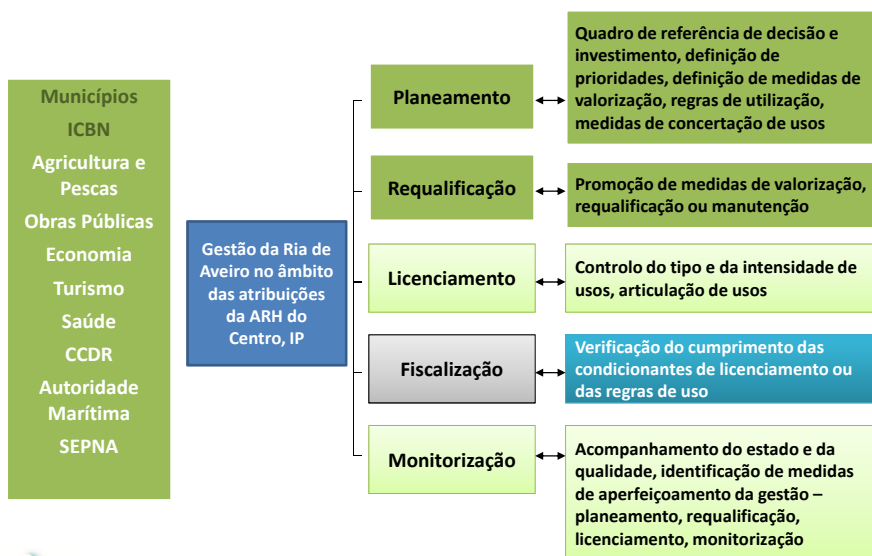 Municípios
ICBN
Agricultura e
Pescas
Obras Públicas
Economia
Turismo
Saúde
CCDR
Autoridade
Marítima
SEPNA
Gestão da Ria de
Aveiro no âmbito
das atribuições
da ARH do
Centro, IP
Planeamento
Quadro de referência de decisão e
investimento, definição de
prioridades, definição de medidas de
valorização, regras de utilização,
medidas de concertação de usos
Requalificação
Promoção de medidas de valorização,
requalificação ou manutenção
Licenciamento
Controlo do tipo e da intensidade de
usos, articulação de usos
Fiscalização
Verificação do cumprimento das
condicionantes de licenciamento ou
das regras de uso
Monitorização
Acompanhamento do estado e da
qualidade, identificação de medidas
de aperfeiçoamento da gestão –
planeamento, requalificação,
licenciamento, monitorização